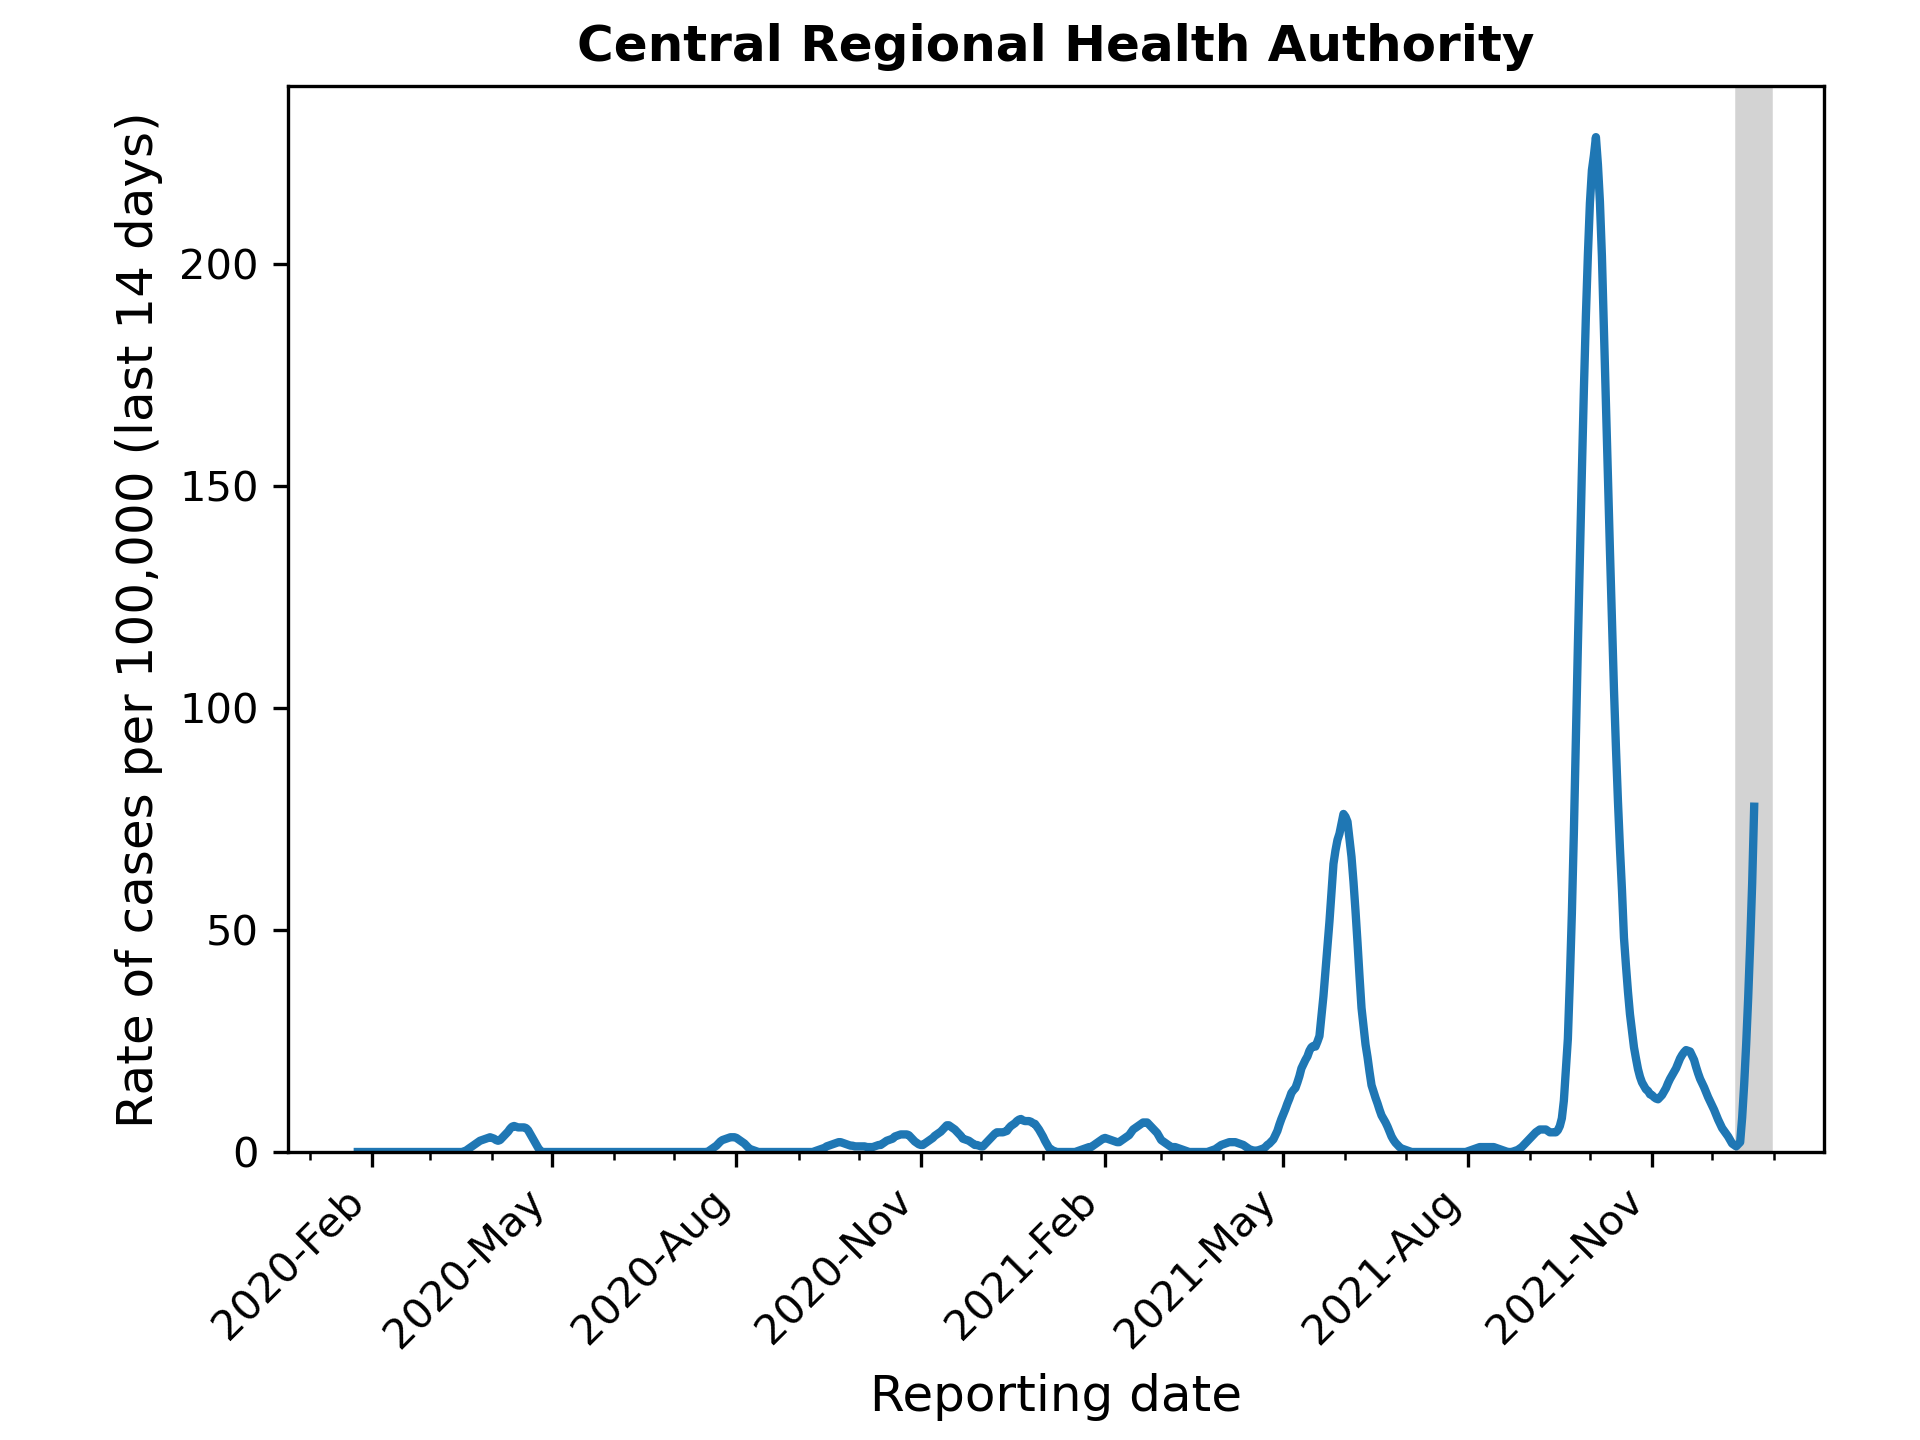 Central Regional Health Authority
Rate of cases per 100,000 (last 14 days)
200
150
100
50
0
2020-Feb
2020-May
2020-Aug
2020-Nov
2021-Feb
2021-May
2021-Aug
2021-Nov
Reporting date